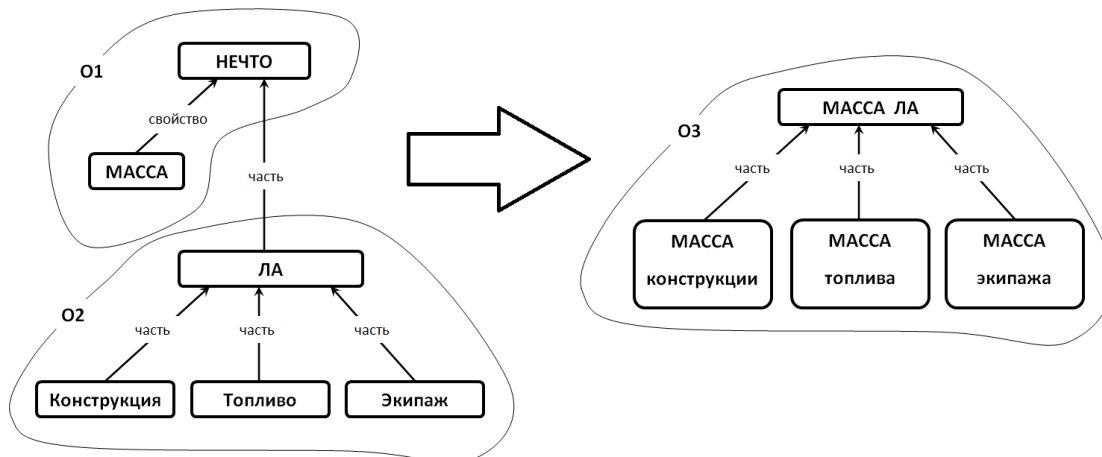 О1
НЕЧТО
свойство
МАССА
часть
О2
ЛА
часть
часть
часть
Конструкция
Топливо
Экипаж
О3
МАССА ЛА
часть
часть
часть
МАССА
конструкции
МАССА
топлива
МАССА
экипажа